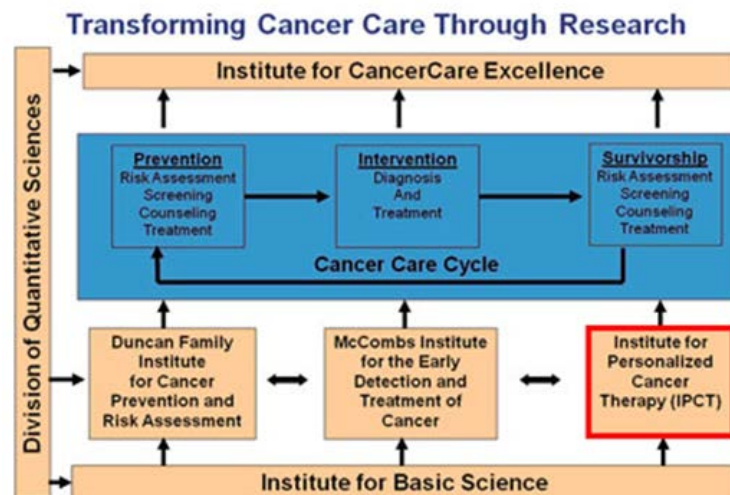 Transforming Cancer Care Through Research
Division of Quantitative Sciences
Institute for CancerCare Excellence
Prevention
Risk Assessment
Screening
Counseling
Treatment
Intervention
Diagnosis
And
Treatment
Survivorship
Risk Assessment
Screening
Counseling
Treatment
Cancer Care Cycle
Duncan Family
Institute
for Cancer
Prevention and
Risk Assessment
McCombs Institute
for the Early
Detection and
Treatment of
Cancer
Institute for
Personalized
Cancer
Therapy (IPCT)
Institute for Basic Science